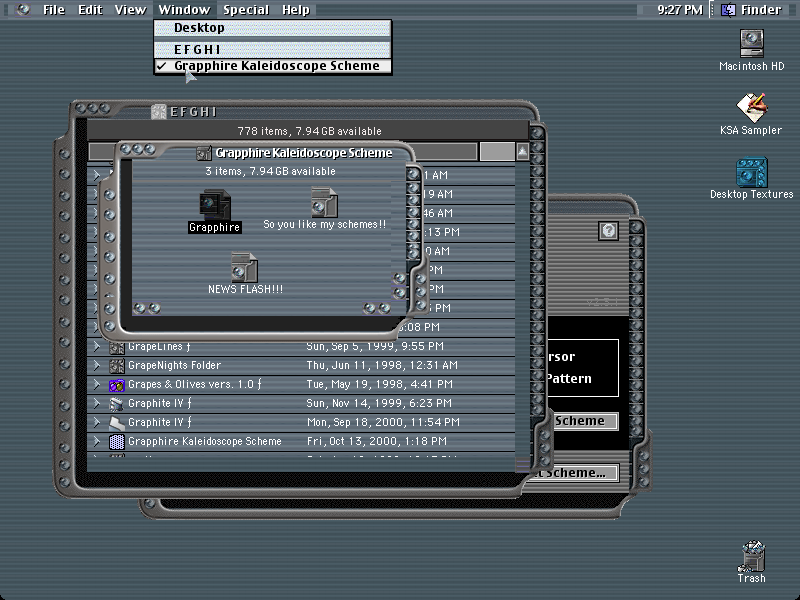 File Edit View Window Special Help 9:27 PM Finder
Desktop
E F G H I
✓ Grapphire Kaleidoscope Scheme
Macintosh HD
KSA Sampler
Desktop Textures
Trash
E F G H I
778 items, 7.94 GB available
Grapphire Kaleidoscope Scheme
3 items, 7.94 GB available
Grapphire
So you like my schemes!!
NEWS FLASH!!!
1 AM
19 AM
46 AM
:13 PM
0 AM
PM
PM
5 PM
6:08 PM
GrapeLines ƒ Sun, Sep 5, 1999, 9:55 PM
GrapeNights Folder Thu, Jun 11, 1998, 12:31 AM
Grapes & Olives vers. 1.0 ƒ Tue, May 19, 1998, 4:41 PM
Graphite IV ƒ Sun, Nov 14, 1999, 6:23 PM
Graphite IV ƒ Mon, Sep 18, 2000, 11:54 PM
Grapphire Kaleidoscope Scheme Fri, Oct 13, 2000, 1:18 PM
rsor
Pattern
Scheme
Scheme...